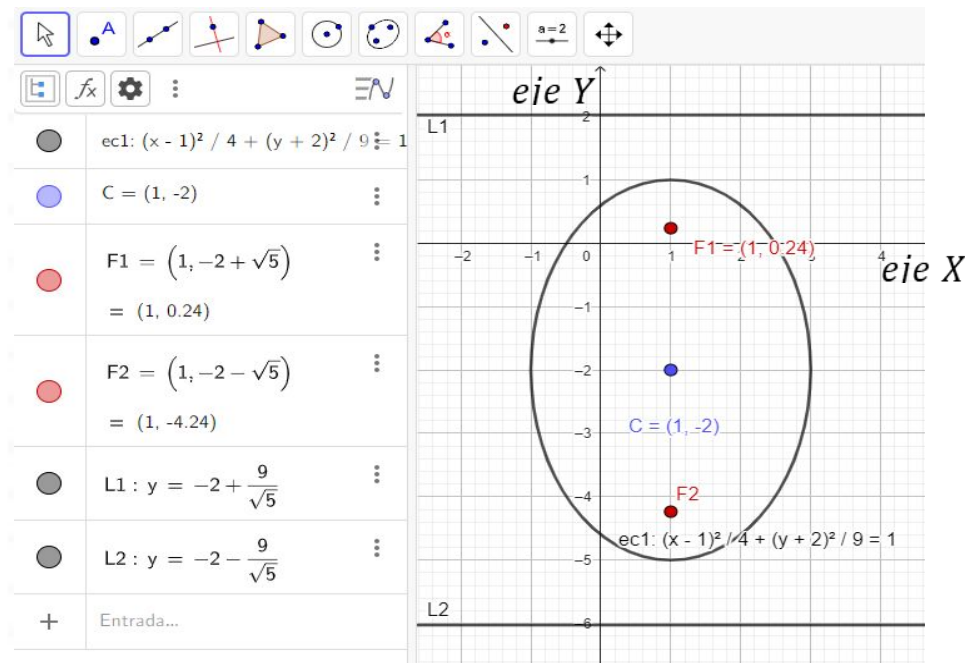 A
a=2
fx
ec1: (x - 1)² / 4 + (y + 2)² / 9 = 1
C = (1, -2)
F1 = (1, -2 + √5)
= (1, 0.24)
F2 = (1, -2 - √5)
= (1, -4.24)
L1 : y = -2 + 9/√5
L2 : y = -2 - 9/√5
+ Entrada...
eje Y
L1
2
1
F1 = (1, 0.24)
-2 -1 0 1 2 3 4
eje X
-1
-2
C = (1, -2)
-3
F2
-4
ec1: (x - 1)² / 4 + (y + 2)² / 9 = 1
-5
L2
-6